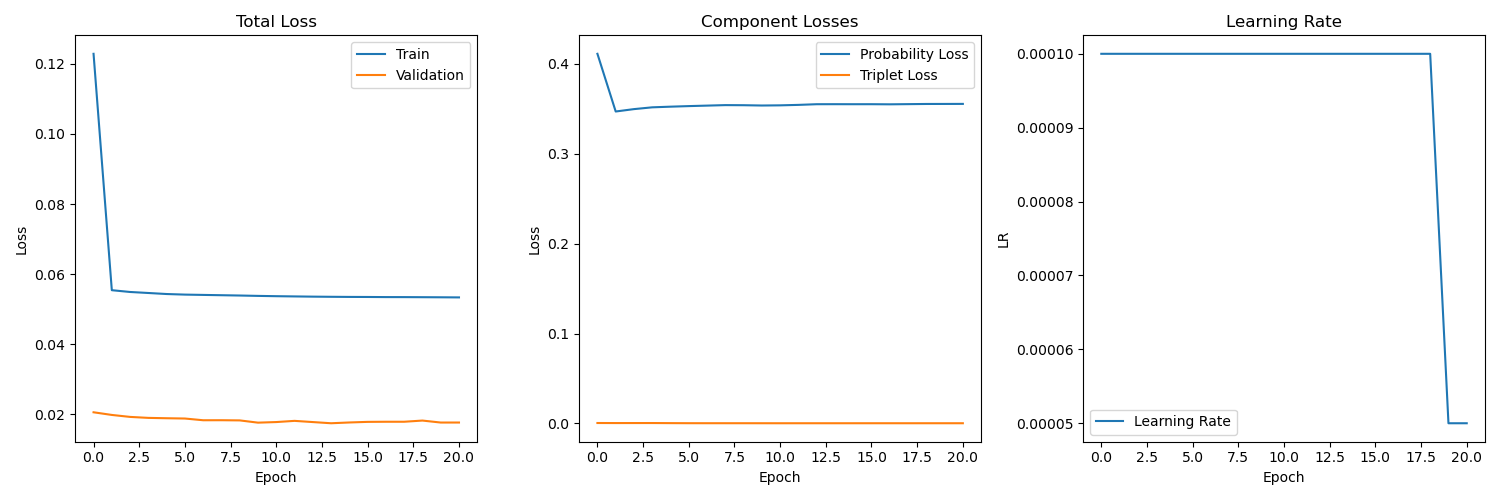 Total Loss
Train
Validation
0.12
0.10
0.08
0.06
0.04
0.02
Loss
0.0 2.5 5.0 7.5 10.0 12.5 15.0 17.5 20.0
Epoch
Component Losses
Probability Loss
Triplet Loss
0.4
0.3
0.2
0.1
0.0
Loss
0.0 2.5 5.0 7.5 10.0 12.5 15.0 17.5 20.0
Epoch
Learning Rate
0.00010
0.00009
0.00008
0.00007
0.00006
0.00005
LR
Learning Rate
0.0 2.5 5.0 7.5 10.0 12.5 15.0 17.5 20.0
Epoch